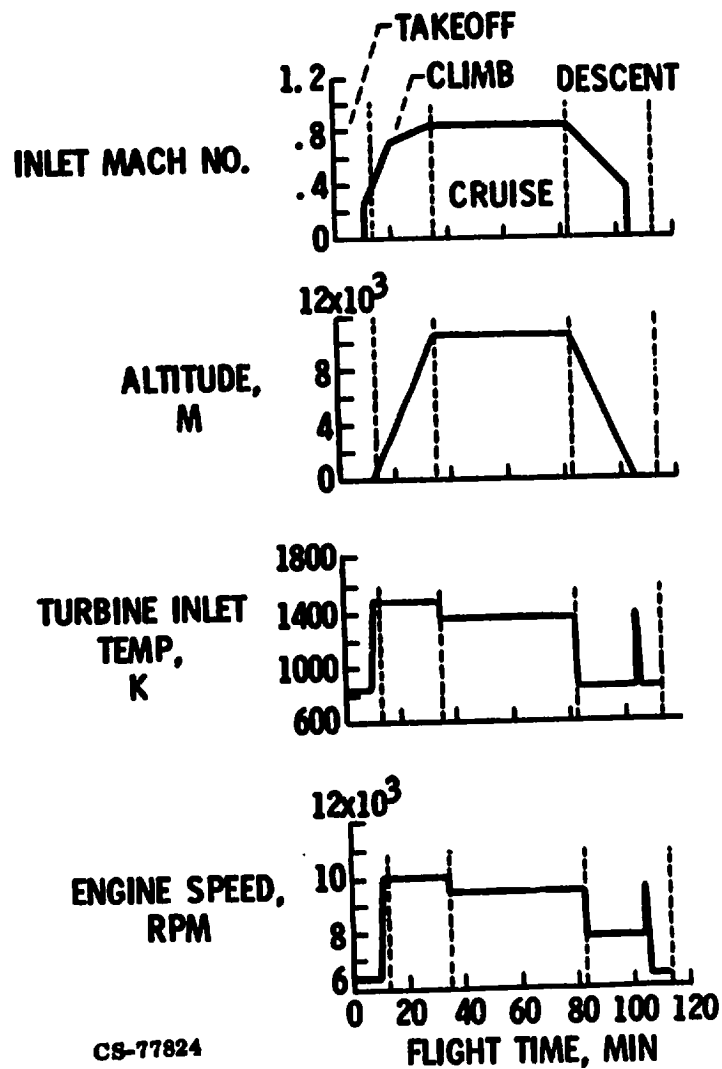 TAKEOFF
CLIMB
DESCENT
1.2
.8
.4
0
INLET MACH NO.
CRUISE
12x10³
8
4
0
ALTITUDE,
M
1800
1400
1000
600
TURBINE INLET
TEMP,
K
12x10³
10
8
6
ENGINE SPEED,
RPM
0 20 40 60 80 100 120
FLIGHT TIME, MIN
CS-77824